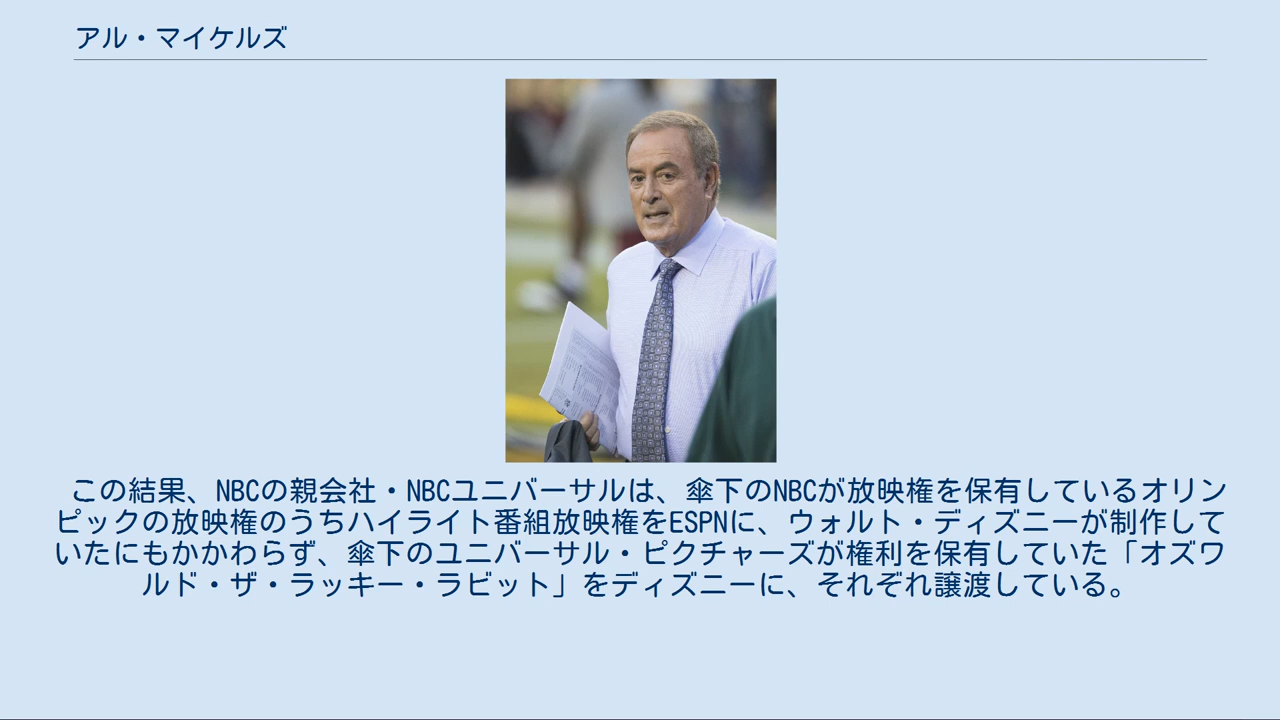 アル・マイケルズ
この結果、NBCの親会社・NBCユニバーサルは、傘下のNBCが放映権を保有しているオリン
ピックの放映権のうちハイライト番組放映権をESPNに、ウォルト・ディズニーが制作して
いたにもかかわらず、傘下のユニバーサル・ピクチャーズが権利を保有していた「オズワ
ルド・ザ・ラッキー・ラビット」をディズニーに、それぞれ譲渡している。